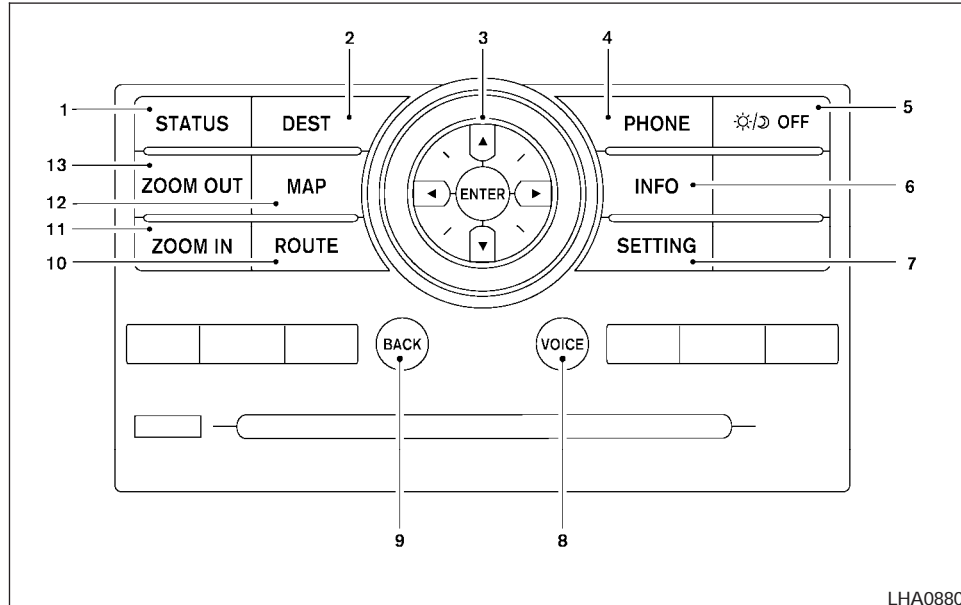 2 3 4
1 5
STATUS DEST PHONE ☼/☽ OFF
13
ZOOM OUT MAP ◄ ▲ ENTER ▼ ► INFO 6
12
11
ZOOM IN ROUTE SETTING
10 7
BACK VOICE
9 8
LHA0880